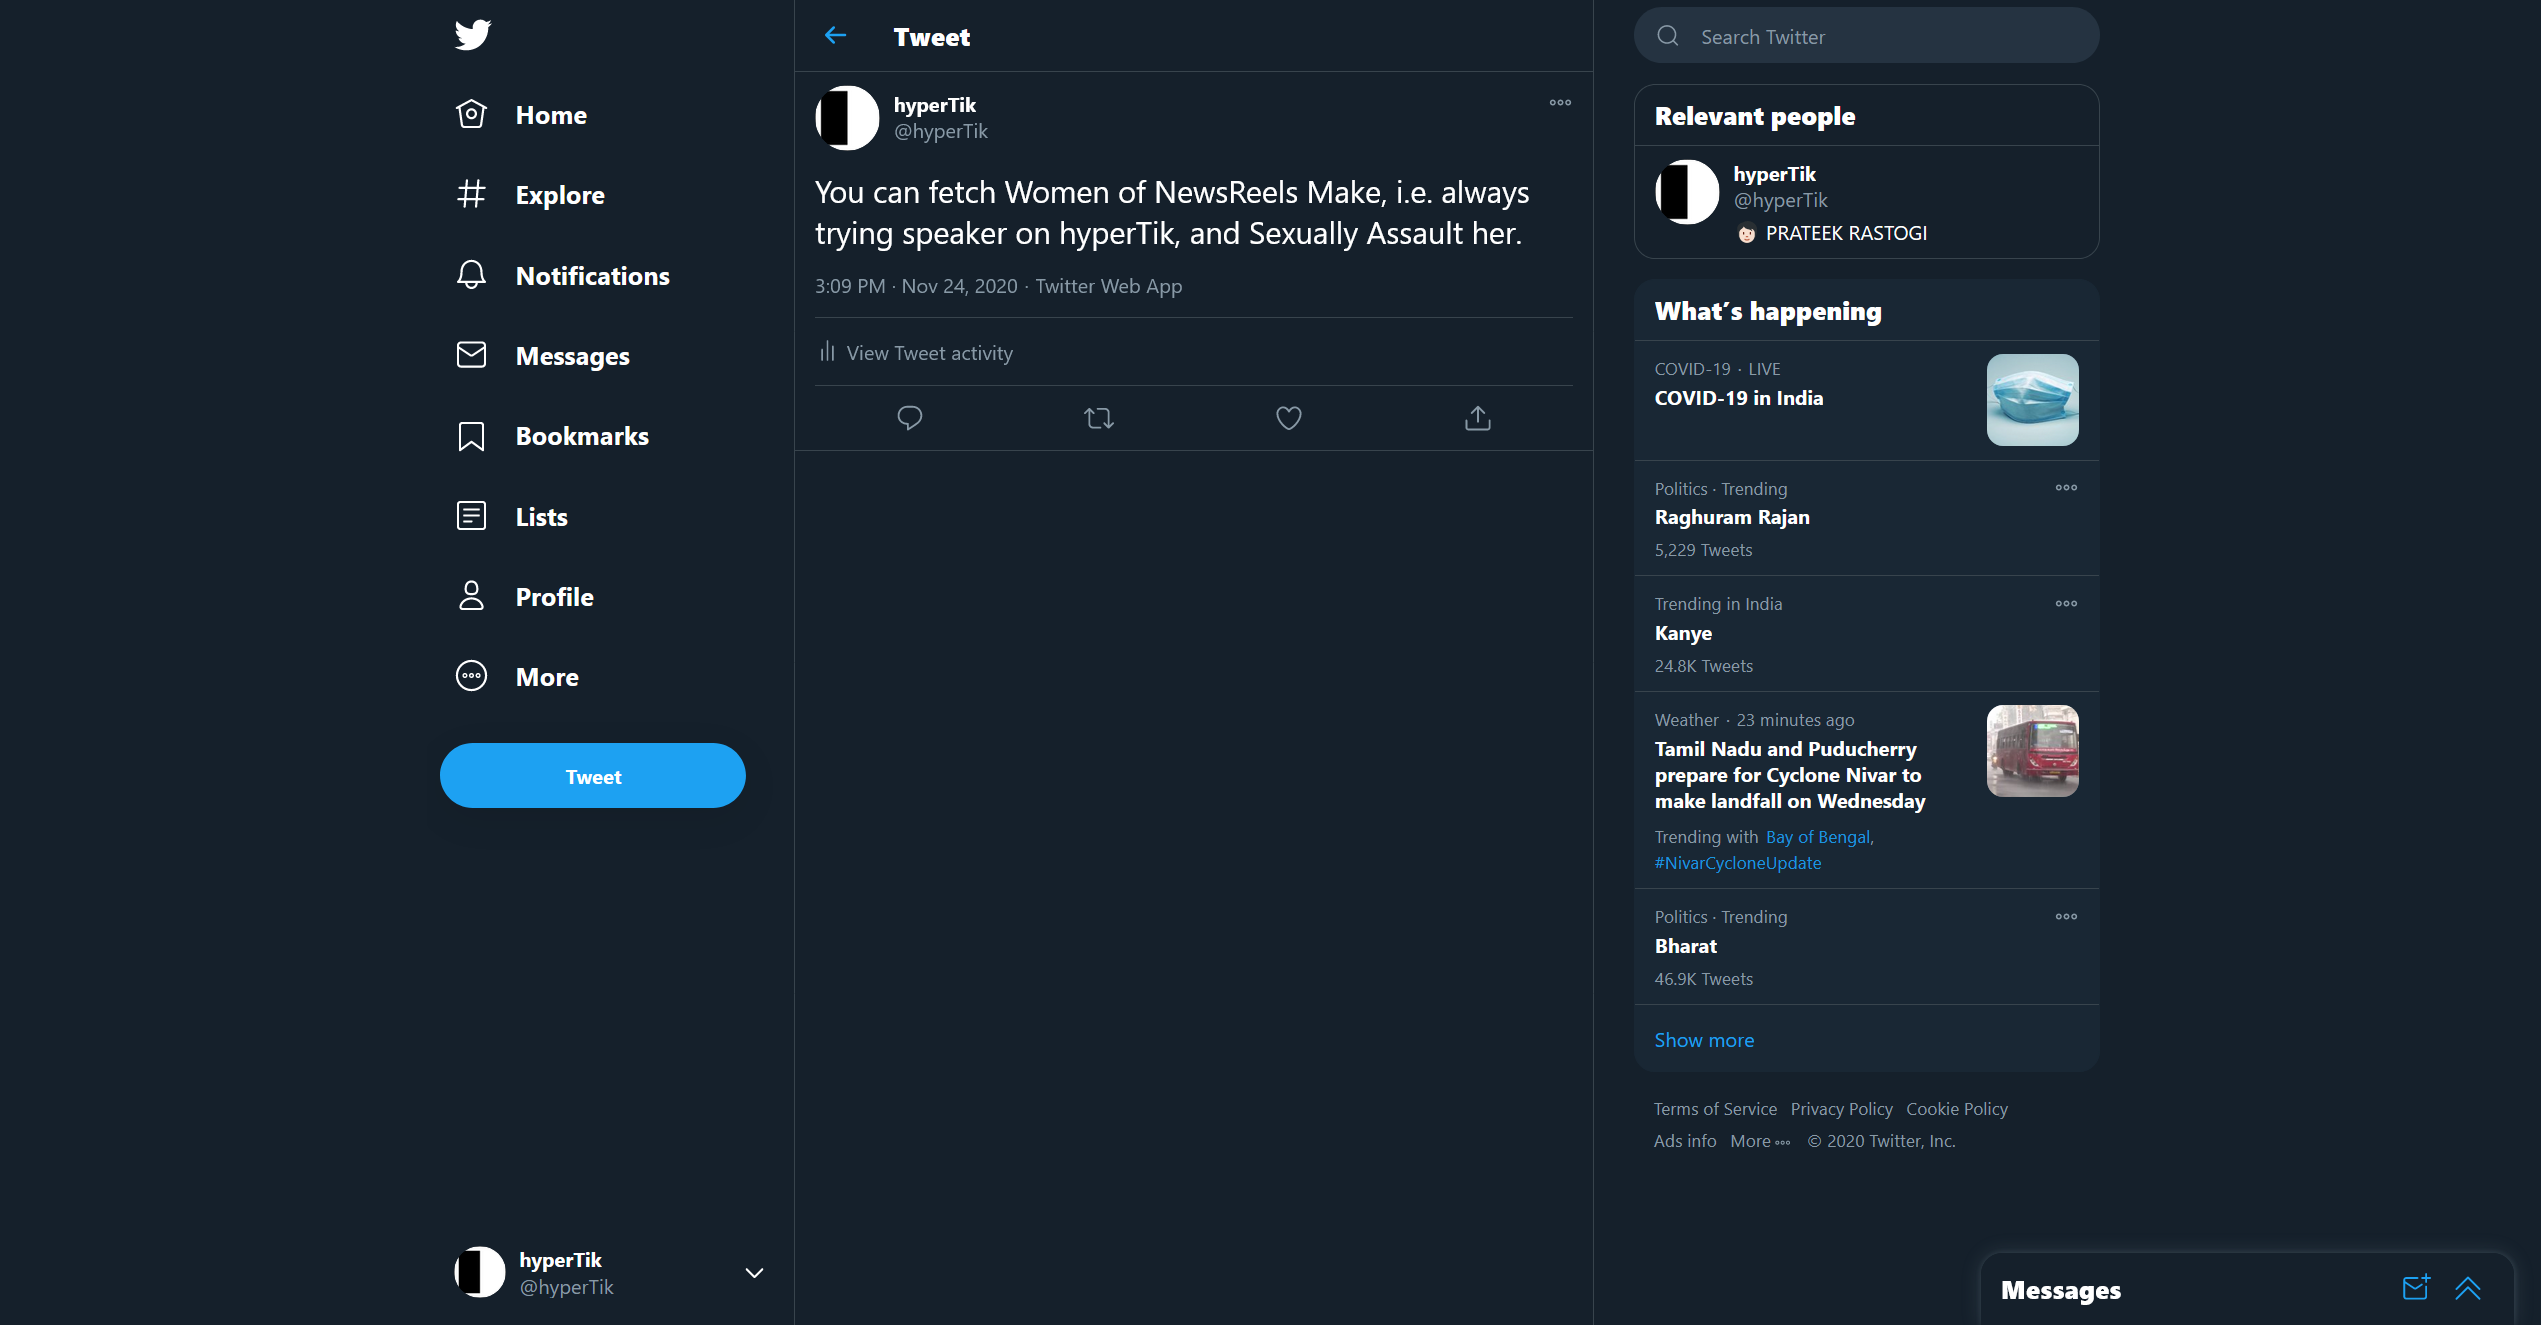 Home
Explore
Notifications
Messages
Bookmarks
Lists
Profile
More
Tweet
hyperTik
@hyperTik
Tweet
hyperTik
@hyperTik
You can fetch Women of NewsReels Make, i.e. always
trying speaker on hyperTik, and Sexually Assault her.
3:09 PM · Nov 24, 2020 · Twitter Web App
View Tweet activity
Search Twitter
Relevant people
hyperTik
@hyperTik
PRATEEK RASTOGI
What's happening
COVID-19 · LIVE
COVID-19 in India
Politics · Trending
Raghuram Rajan
5,229 Tweets
Trending in India
Kanye
24.8K Tweets
Weather · 23 minutes ago
Tamil Nadu and Puducherry
prepare for Cyclone Nivar to
make landfall on Wednesday
Trending with Bay of Bengal,
#NivarCycloneUpdate
Politics · Trending
Bharat
46.9K Tweets
Show more
Terms of Service Privacy Policy Cookie Policy
Ads info More © 2020 Twitter, Inc.
Messages